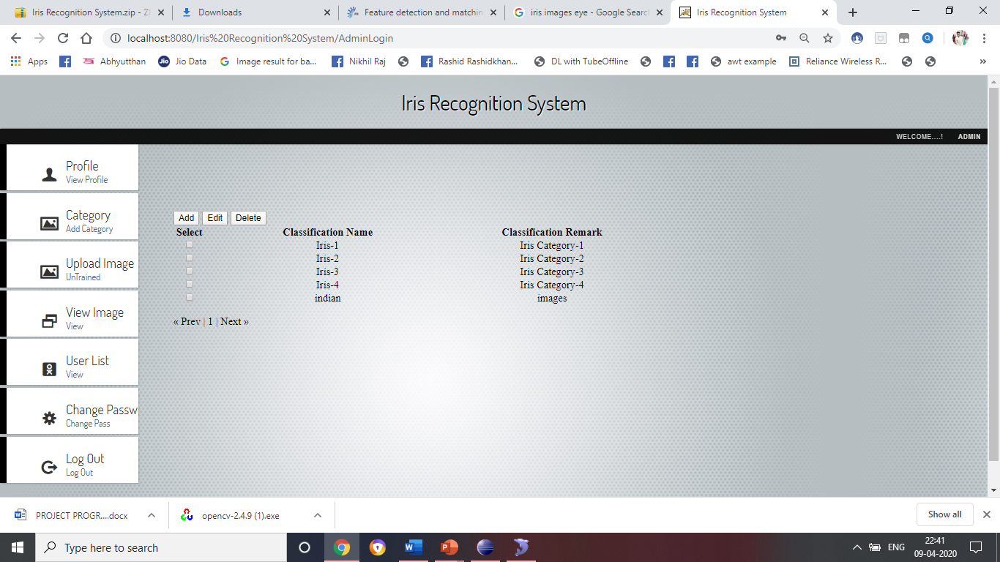 Iris Recognition System.zip - ZI
Downloads
Feature detection and matchin
iris images eye - Google Search
Iris Recognition System
localhost:8080/Iris%20Recognition%20System/AdminLogin
Apps
Abhyutthan
Jio
Jio Data
Image result for ba...
Nikhil Raj
Rashid Rashidkhan...
DL with TubeOffline
awt example
Reliance Wireless R...
»
Iris Recognition System
WELCOME....! ADMIN
Profile
View Profile
Category
Add Category
Upload Image
UnTrained
View Image
View
User List
View
Change Passw
Change Pass
Log Out
Log Out
Add Edit Delete
Select Classification Name Classification Remark
Iris-1 Iris Category-1
Iris-2 Iris Category-2
Iris-3 Iris Category-3
Iris-4 Iris Category-4
indian images
« Prev | 1 | Next »
PROJECT PROGR....docx
opencv-2.4.9 (1).exe
Show all
Type here to search
ENG
22:41
09-04-2020